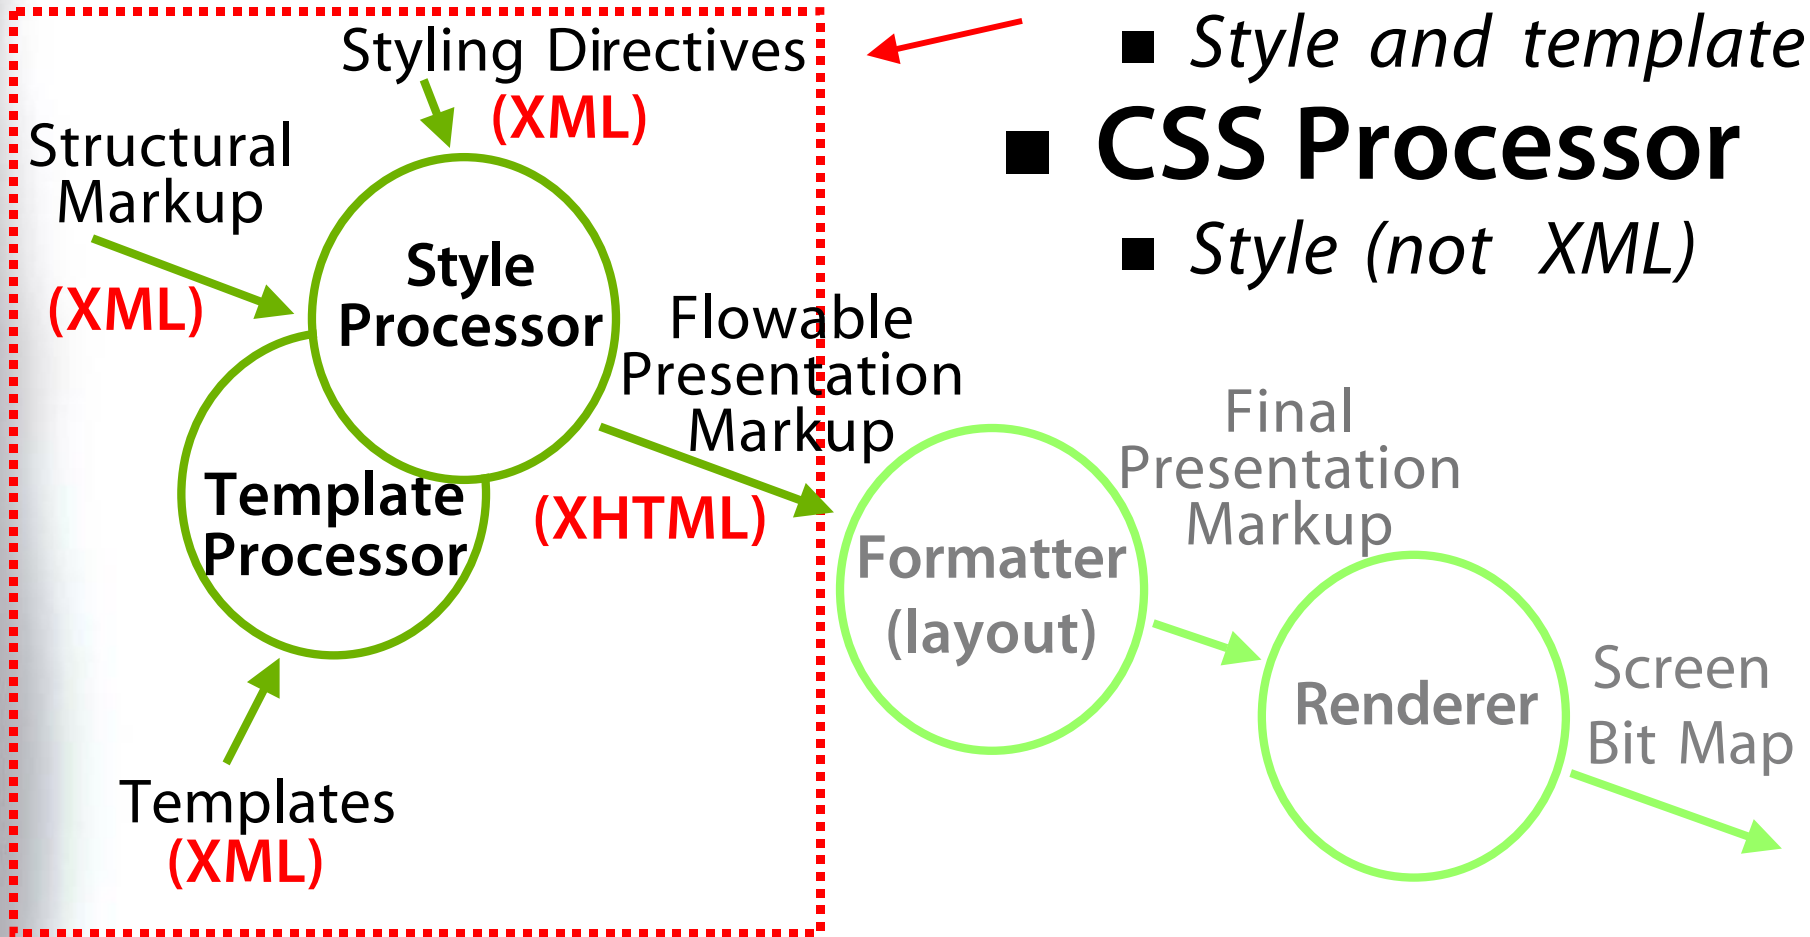 Styling Directives
(XML)
Structural
Markup
(XML)
Style
Processor
Flowable
Presentation
Markup
(XHTML)
Template
Processor
Templates
(XML)
Style and template
CSS Processor
Style (not XML)
Final
Presentation
Markup
Formatter
(layout)
Renderer
Screen
Bit Map